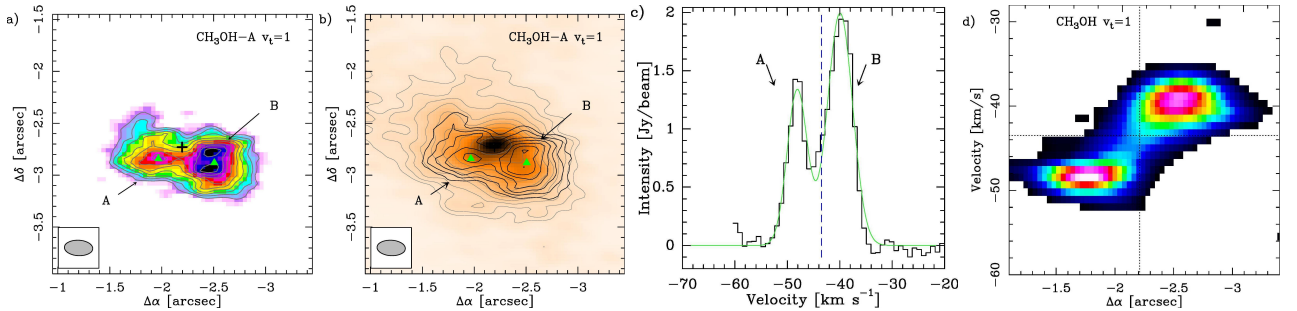 a)
CH₃OH−A vₜ=1
B
A
Δδ [arcsec]
−1.5
−2
−2.5
−3
−3.5
−1
−1.5
−2
−2.5
−3
Δα [arcsec]
b)
CH₃OH−A vₜ=1
B
A
Δδ [arcsec]
−1.5
−2
−2.5
−3
−3.5
−1
−1.5
−2
−2.5
−3
Δα [arcsec]
c)
A
B
Intensity [Jy/beam]
2
1.5
1
0.5
0
−70
−60
−50
−40
−30
−20
Velocity [km s⁻¹]
d)
CH₃OH vₜ=1
Velocity [km/s]
−30
−40
−50
−60
−1
−1.5
−2
−2.5
−3
Δα [arcsec]